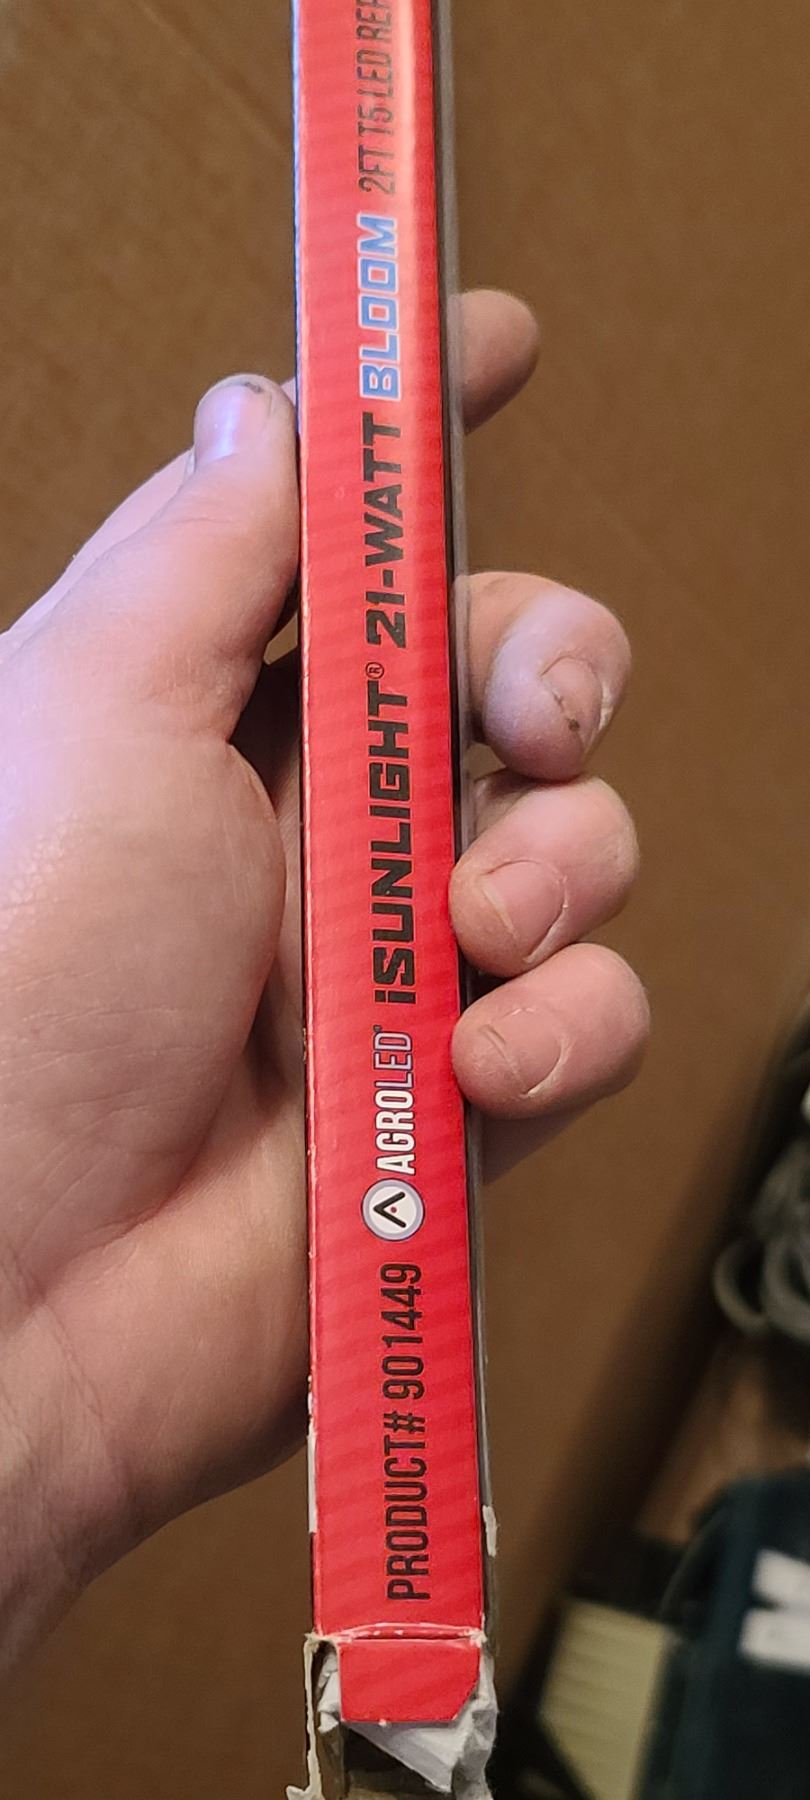 PRODUCT# 901449 AGROLED® iSUNLIGHT® 21-WATT BLOOM 2FT T5 LED